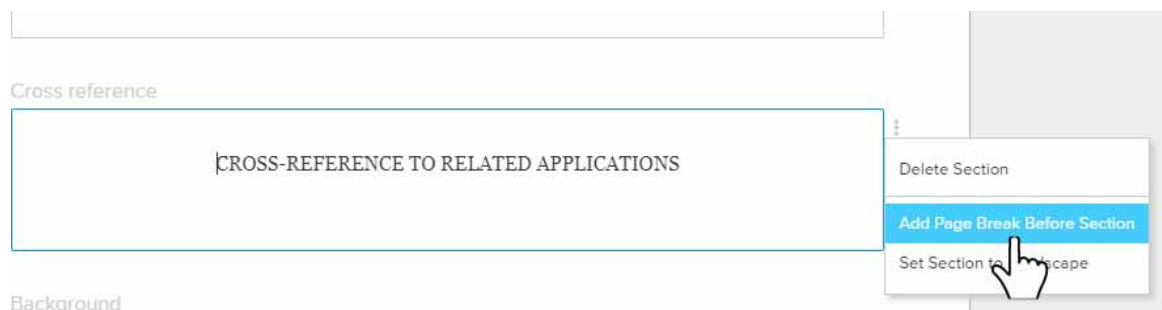 Cross reference
CROSS-REFERENCE TO RELATED APPLICATIONS
Delete Section
Add Page Break Before Section
Set Section to scape
Background